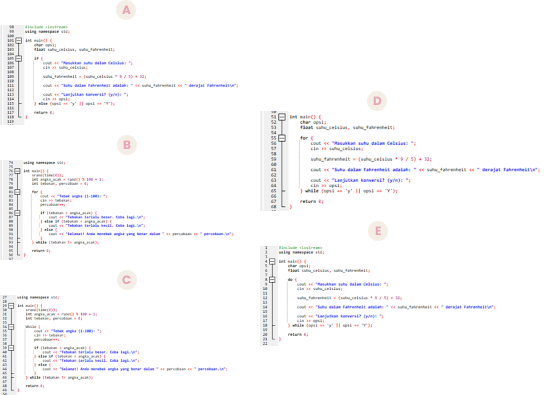 A
#include <iostream>
using namespace std;
int main() {
char opsi;
float suhu_celsius, suhu_fahrenheit;
if {
cout << "Masukkan suhu dalam Celsius: ";
cin >> suhu_celsius;
suhu_fahrenheit = (suhu_celsius * 9 / 5) + 32;
cout << "Suhu dalam Fahrenheit adalah: " << suhu_fahrenheit << " derajat Fahrenheit\n";
cout << "Lanjutkan konversi? (y/n): ";
cin >> opsi;
} else (opsi == 'y' || opsi == 'Y');
return 0;
}
B
using namespace std;
int main() {
srand(time(0));
int angka_acak = rand() % 100 + 1;
int tebakan, percobaan = 0;
for {
cout << "Tebak angka (1-100): ";
cin >> tebakan;
percobaan++;
if (tebakan > angka_acak) {
cout << "Tebakan terlalu besar. Coba lagi.\n";
} else if (tebakan < angka_acak) {
cout << "Tebakan terlalu kecil. Coba lagi.\n";
} else {
cout << "Selamat! Anda menebak angka yang benar dalam " << percobaan << " percobaan.\n";
}
} while (tebakan != angka_acak);
return 0;
C
using namespace std;
int main() {
srand(time(0));
int angka_acak = rand() % 100 + 1;
int tebakan, percobaan = 0;
while {
cout << "Tebak angka (1-100): ";
cin >> tebakan;
percobaan++;
if (tebakan > angka_acak) {
cout << "Tebakan terlalu besar. Coba lagi.\n";
} else if (tebakan < angka_acak) {
cout << "Tebakan terlalu kecil. Coba lagi.\n";
} else {
cout << "Selamat! Anda menebak angka yang benar dalam " << percobaan << " percobaan.\n";
}
} while (tebakan != angka_acak);
return 0;
}
D
int main() {
char opsi;
float suhu_celsius, suhu_fahrenheit;
for {
cout << "Masukkan suhu dalam Celsius: ";
cin >> suhu_celsius;
suhu_fahrenheit = (suhu_celsius * 9 / 5) + 32;
cout << "Suhu dalam Fahrenheit adalah: " << suhu_fahrenheit << " derajat Fahrenheit\n";
cout << "Lanjutkan konversi? (y/n): ";
cin >> opsi;
} while (opsi == 'y' || opsi == 'Y');
return 0;
}
E
#include <iostream>
using namespace std;
int main() {
char opsi;
float suhu_celsius, suhu_fahrenheit;
do {
cout << "Masukkan suhu dalam Celsius: ";
cin >> suhu_celsius;
suhu_fahrenheit = (suhu_celsius * 9 / 5) + 32;
cout << "Suhu dalam Fahrenheit adalah: " << suhu_fahrenheit << " derajat Fahrenheit\n";
cout << "Lanjutkan konversi? (y/n): ";
cin >> opsi;
} while (opsi == 'y' || opsi == 'Y');
return 0;
}